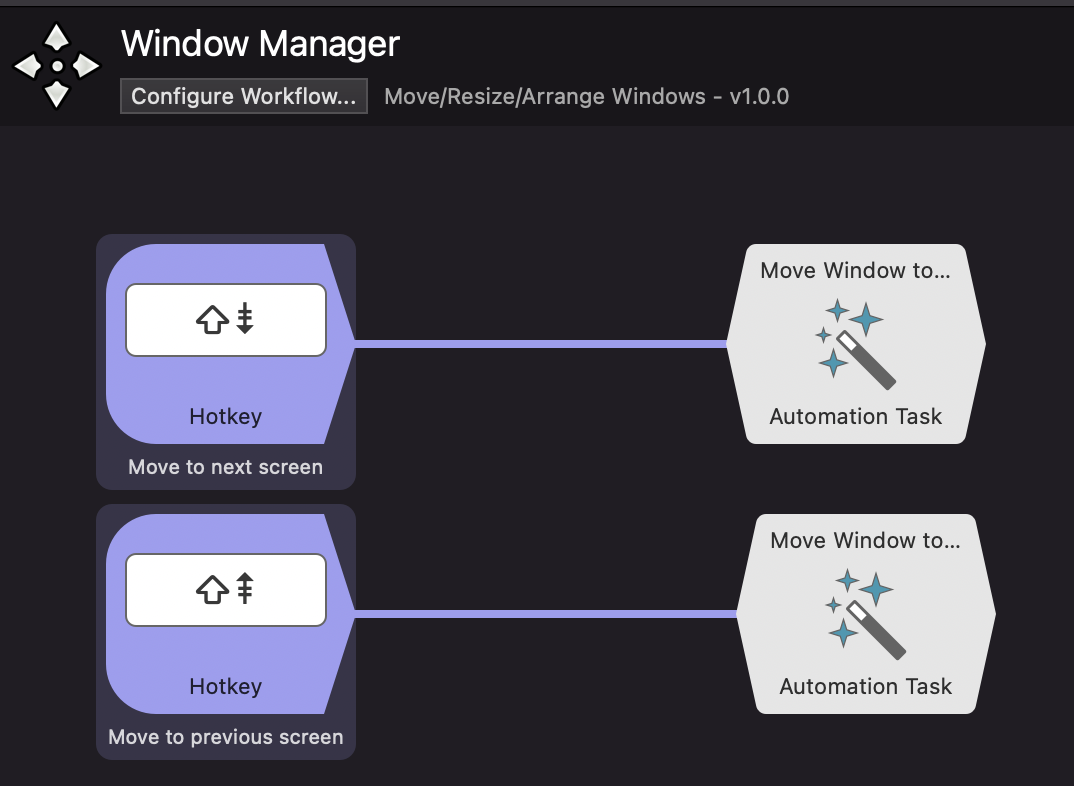 Window Manager
Configure Workflow...
Move/Resize/Arrange Windows - v1.0.0
Move Window to...
⇧⇟
Hotkey
Automation Task
Move to next screen
Move Window to...
⇧⇞
Hotkey
Automation Task
Move to previous screen